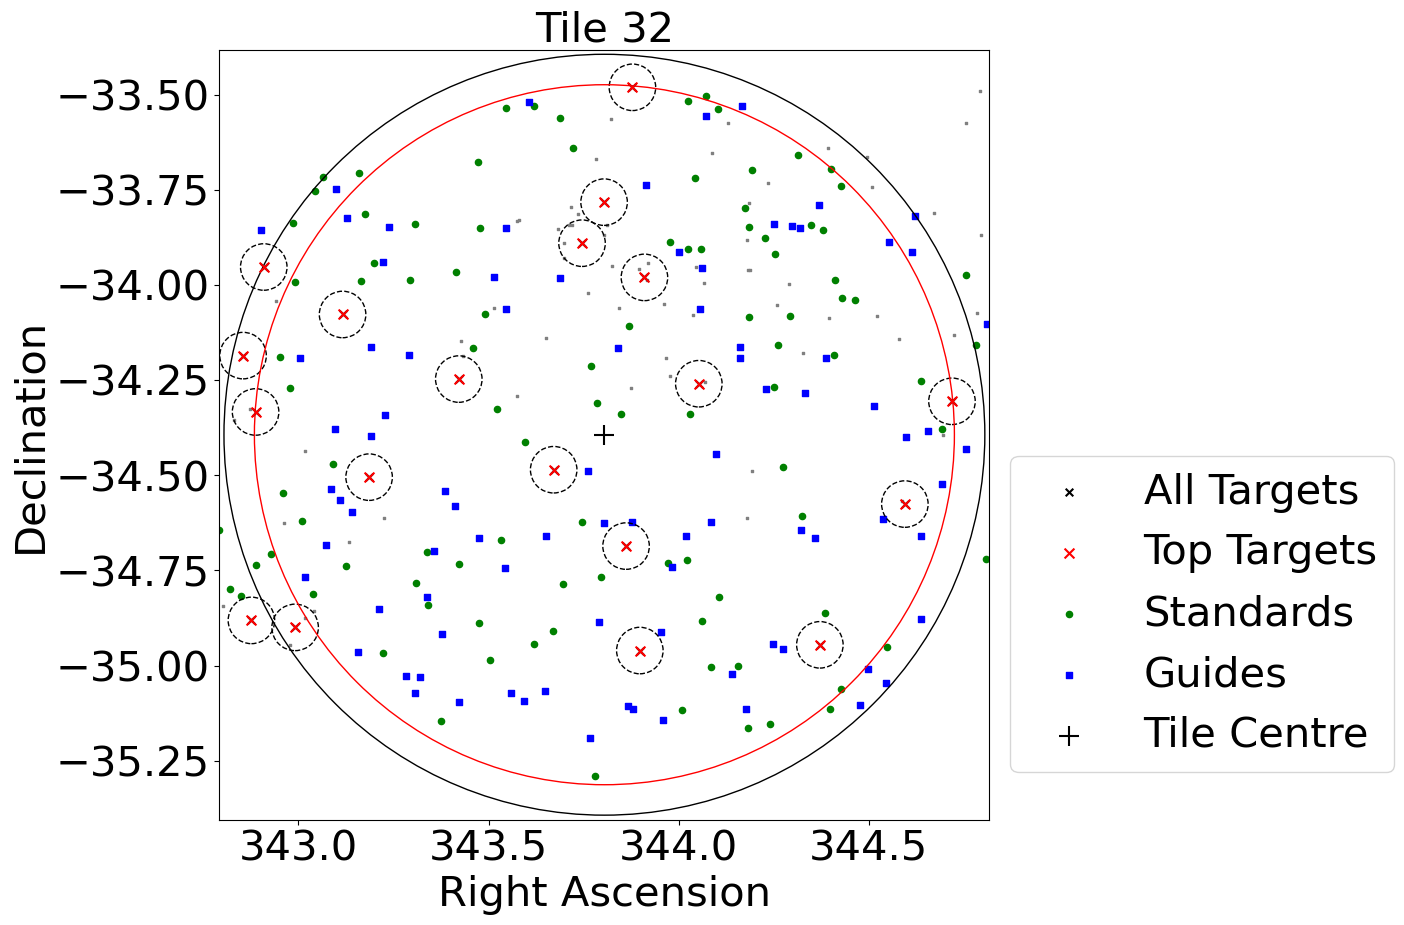 Tile 32
−33.50
−33.75
−34.00
−34.25
−34.50
−34.75
−35.00
−35.25
Declination
343.0 343.5 344.0 344.5
Right Ascension
All Targets
Top Targets
Standards
Guides
Tile Centre